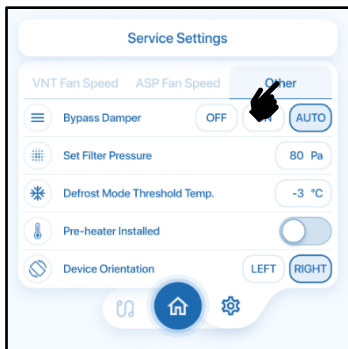 Service Settings
VNT Fan Speed ASP Fan Speed Other
Bypass Damper OFF AUTO
Set Filter Pressure 80 Pa
Defrost Mode Threshold Temp. -3 °C
Pre-heater Installed
Device Orientation LEFT RIGHT